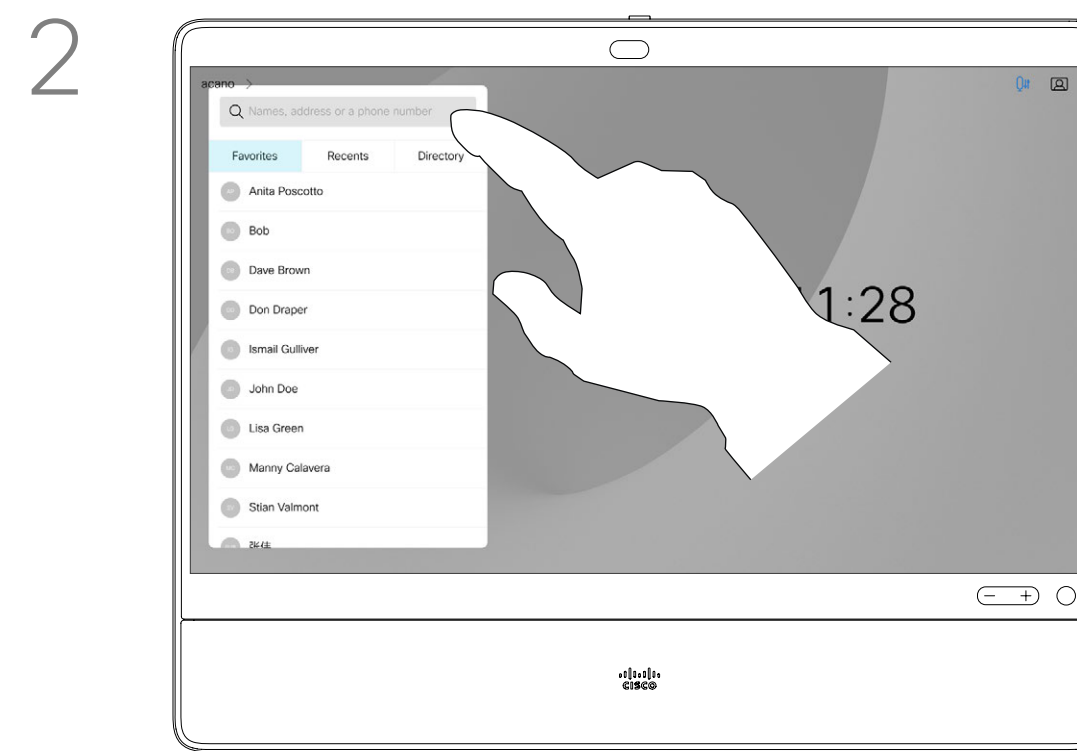 2
acano >
Names, address or a phone number
Favorites Recents Directory
Anita Poscotto
Bob
Dave Brown
Don Draper
Ismail Gulliver
John Doe
Lisa Green
Manny Calavera
Stian Valmont
1:28
CISCO